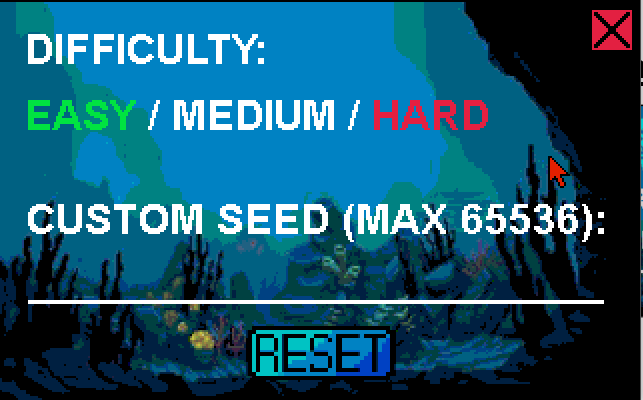 DIFFICULTY:
EASY / MEDIUM / HARD
CUSTOM SEED (MAX 65536):
RESET